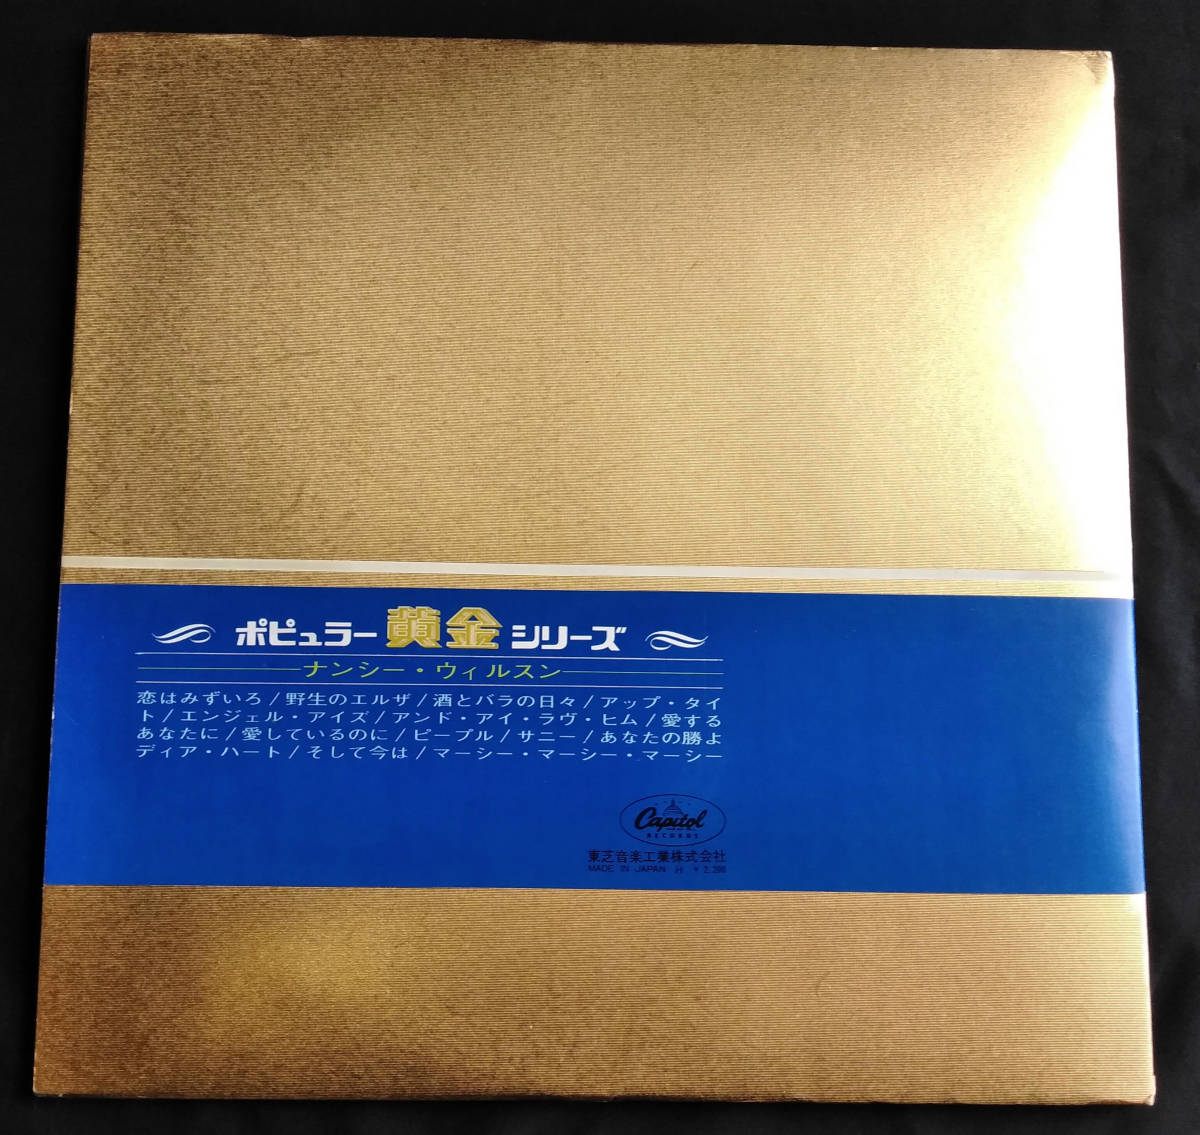 ポピュラー黄金シリーズ
ナンシー・ウィルスン
恋はみずいろ/野生のエルザ/酒とバラの日々/アップ・タイ
ト/エンジェル・アイズ/アンド・アイ・ラヴ・ヒム/愛する
あなたに/愛しているのに/ピープル/サニー/あなたの勝よ
ディア・ハート/そして今は/マーシー・マーシー・マーシー
Capitol
RECORDS
東芝音楽工業株式会社
MADE IN JAPAN H ¥2,200